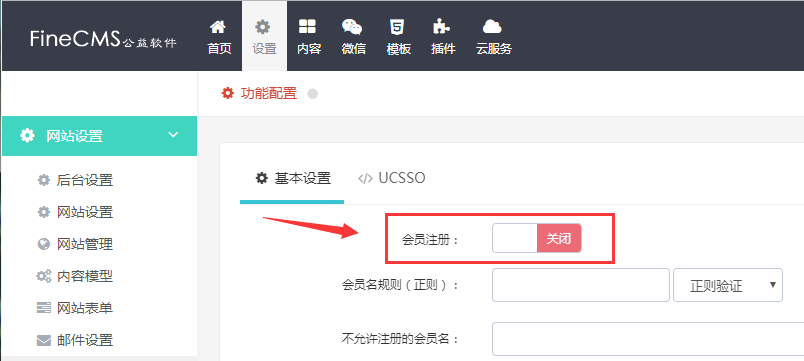 FineCMS公益软件
首页 设置 内容 微信 模板 插件 云服务
功能配置
网站设置
后台设置
网站设置
网站管理
内容模型
网站表单
邮件设置
基本设置 UCSSO
会员注册： 关闭
会员名规则（正则）： 正则验证
不允许注册的会员名：